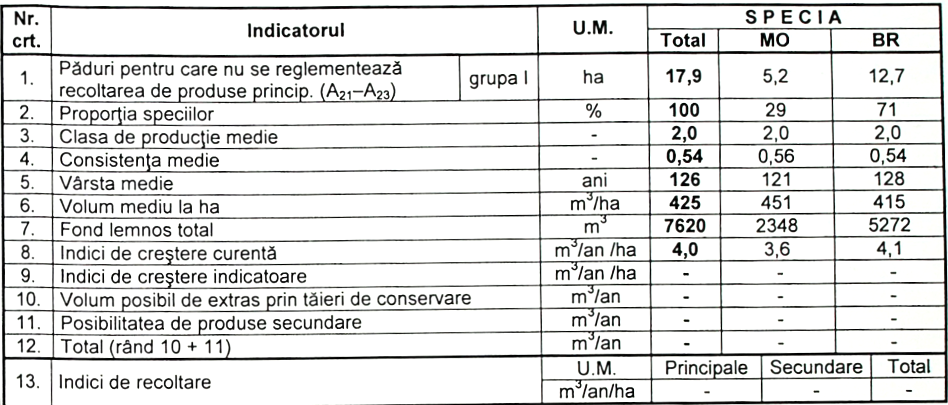 Nr. crt. Indicatorul U.M. SPECIA
Total MO BR
1. Păduri pentru care nu se reglementează recoltarea de produse princip. (A21–A23) grupa I ha 17,9 5,2 12,7
2. Proporţia speciilor % 100 29 71
3. Clasa de producţie medie - 2,0 2,0 2,0
4. Consistenţa medie - 0,54 0,56 0,54
5. Vârsta medie ani 126 121 128
6. Volum mediu la ha m³/ha 425 451 415
7. Fond lemnos total m³ 7620 2348 5272
8. Indici de creştere curentă m³/an /ha 4,0 3,6 4,1
9. Indici de creştere indicatoare m³/an /ha - - -
10. Volum posibil de extras prin tăieri de conservare m³/an - - -
11. Posibilitatea de produse secundare m³/an - - -
12. Total (rând 10 + 11) m³/an - - -
13. Indici de recoltare U.M. Principale Secundare Total
m³/an/ha - - -